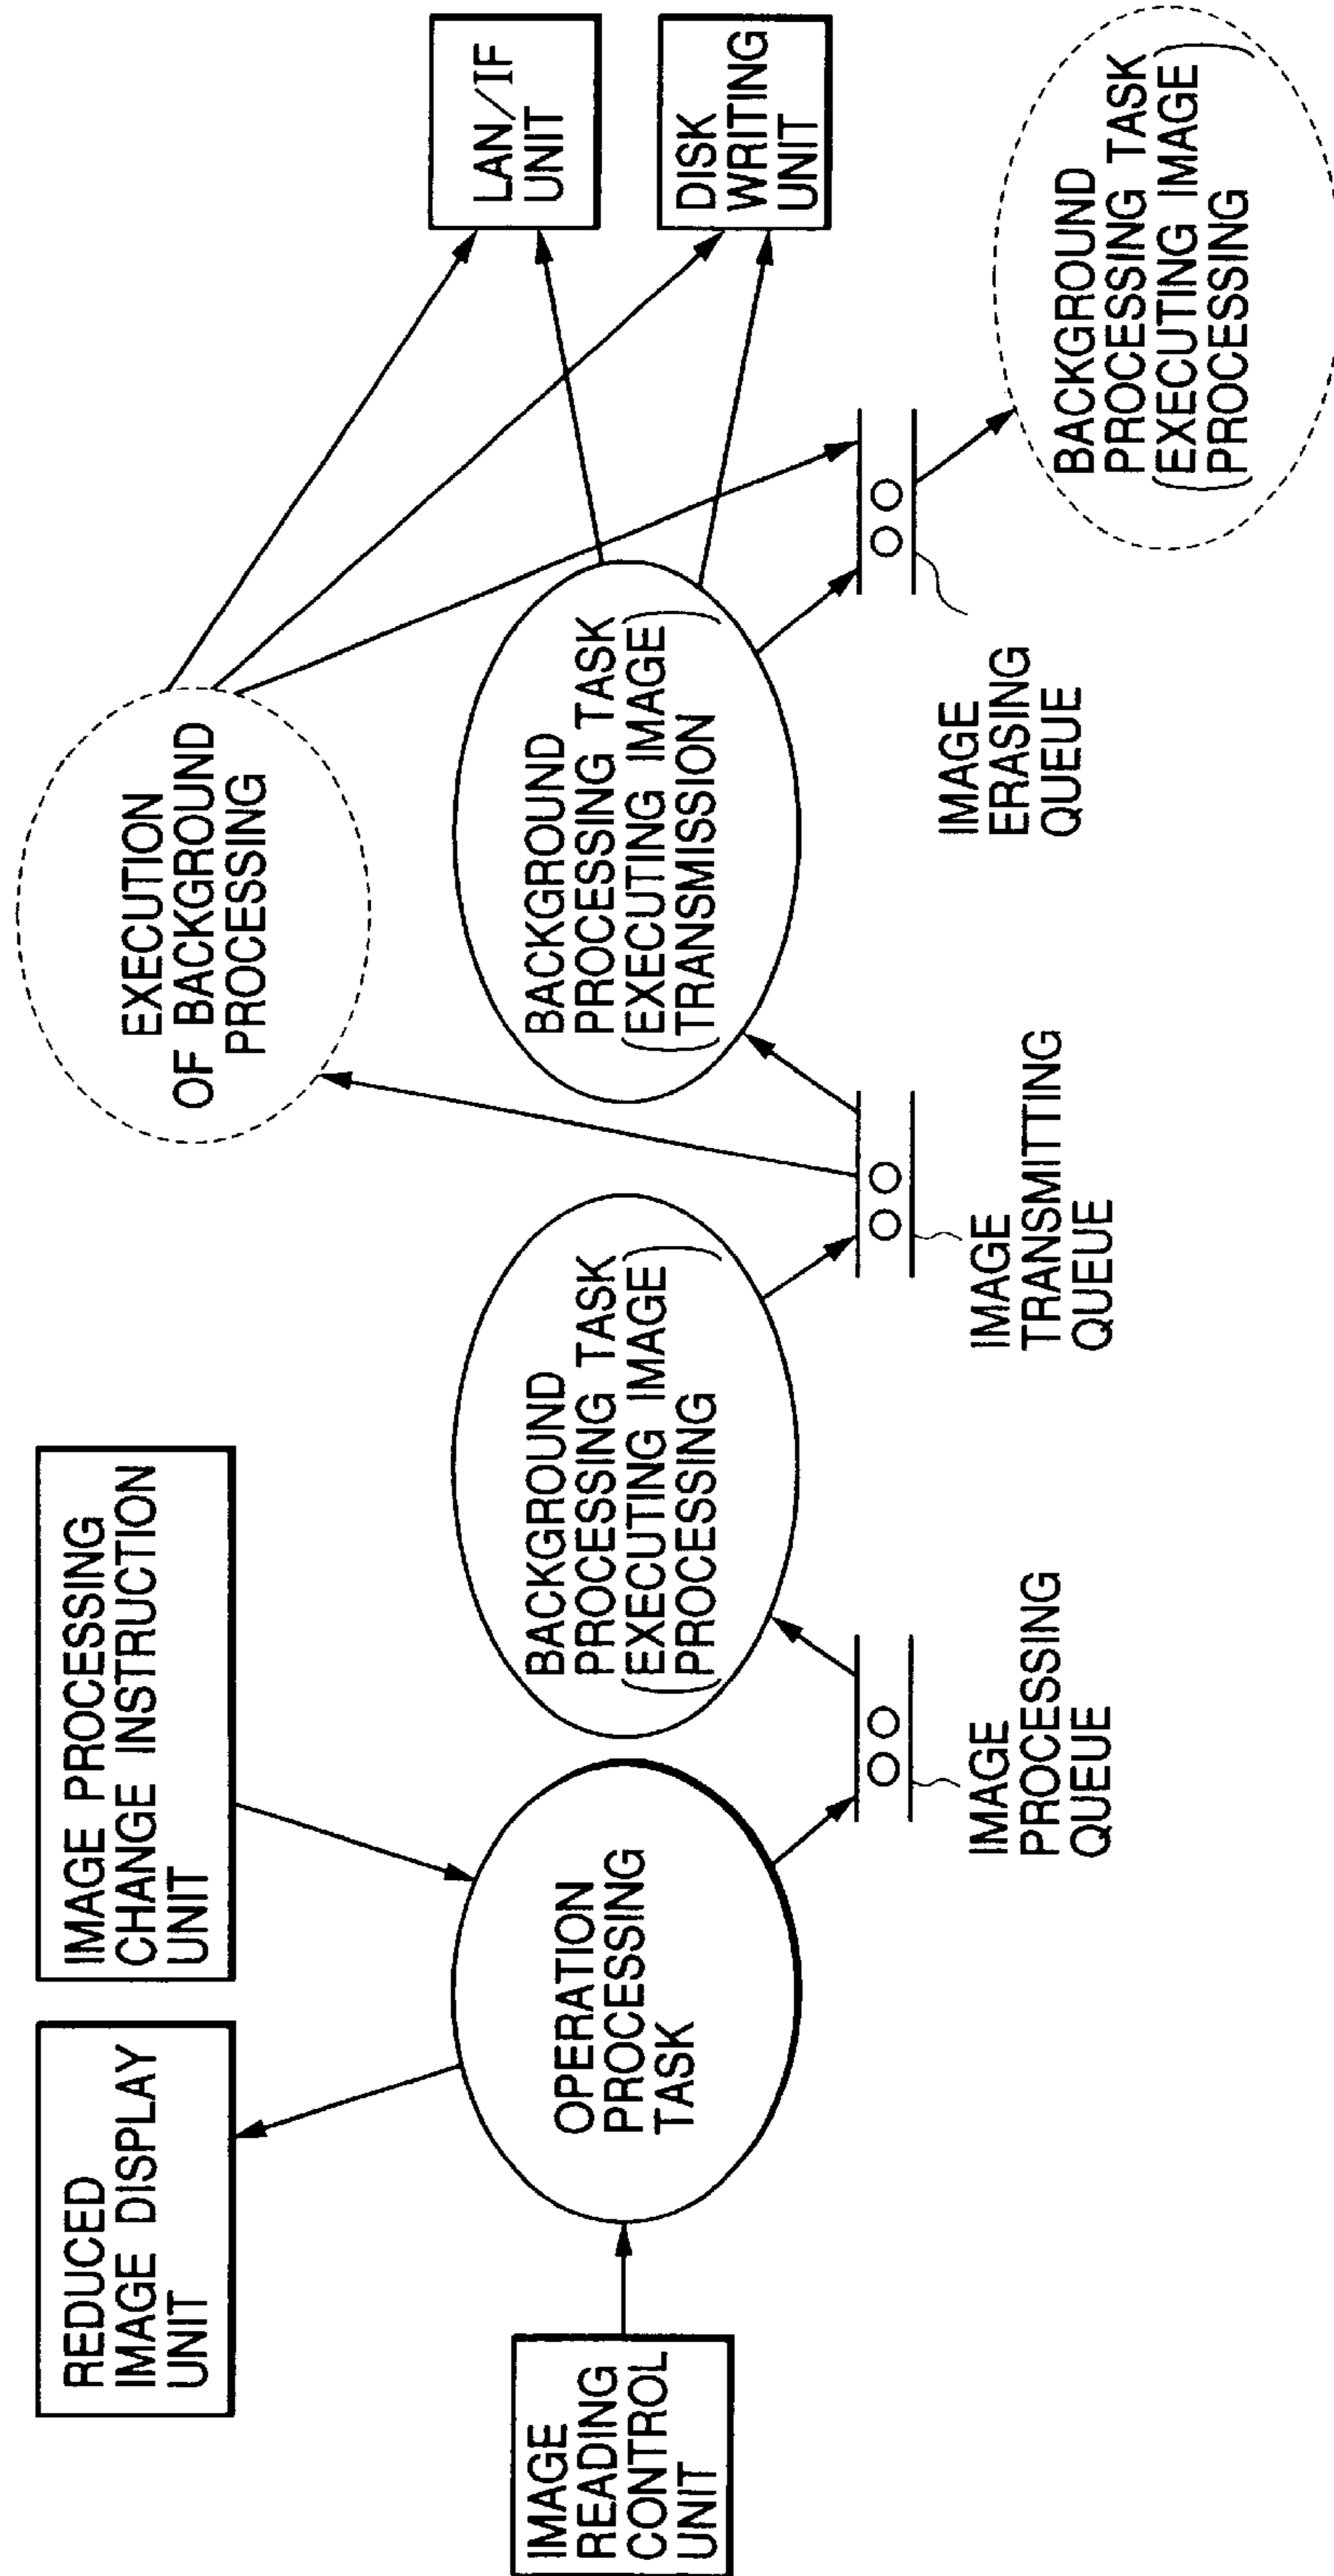 REDUCED
IMAGE DISPLAY
UNIT
IMAGE PROCESSING
CHANGE INSTRUCTION
UNIT
EXECUTION
OF BACKGROUND
PROCESSING
LAN/IF
UNIT
IMAGE
READING
CONTROL
UNIT
OPERATION
PROCESSING
TASK
BACKGROUND
PROCESSING TASK
(EXECUTING IMAGE
PROCESSING)
BACKGROUND
PROCESSING TASK
(EXECUTING IMAGE
TRANSMISSION)
DISK
WRITING
UNIT
IMAGE
PROCESSING
QUEUE
IMAGE
TRANSMITTING
QUEUE
IMAGE
ERASING
QUEUE
BACKGROUND
PROCESSING TASK
(EXECUTING IMAGE
PROCESSING)